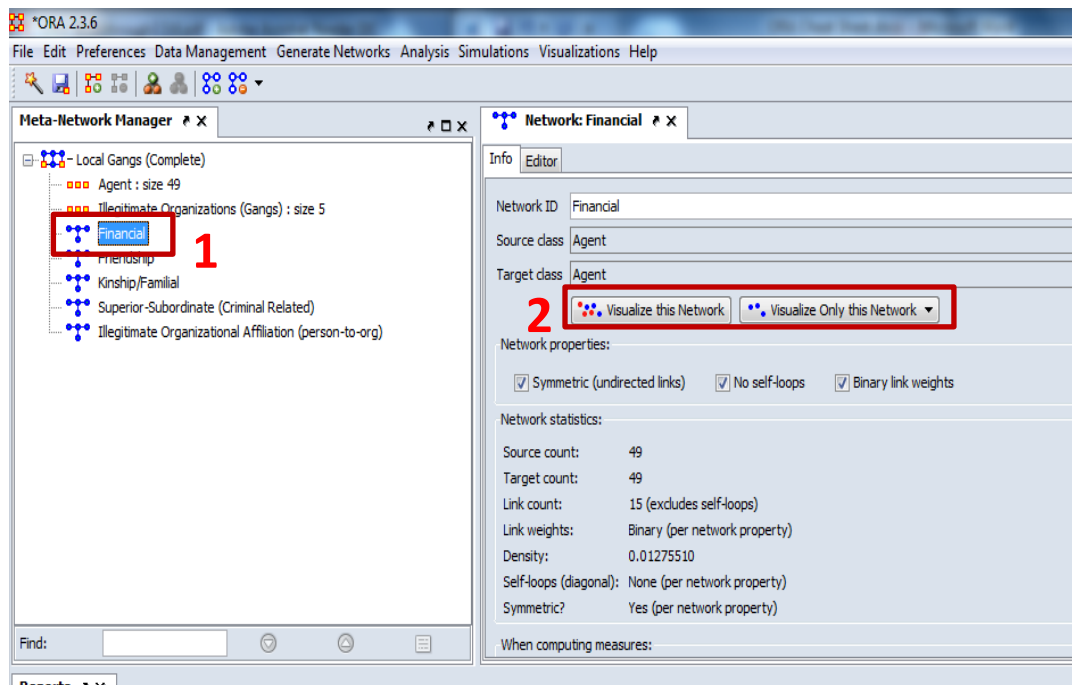 *ORA 2.3.6
File Edit Preferences Data Management Generate Networks Analysis Simulations Visualizations Help
Meta-Network Manager
Local Gangs (Complete)
Agent : size 49
Illegitimate Organizations (Gangs) : size 5
Financial
1
Friendship
Kinship/Familial
Superior-Subordinate (Criminal Related)
Illegitimate Organizational Affiliation (person-to-org)
Find:
Network: Financial
Info Editor
Network ID Financial
Source class Agent
Target class Agent
2 Visualize this Network Visualize Only this Network
Network properties:
Symmetric (undirected links) No self-loops Binary link weights
Network statistics:
Source count: 49
Target count: 49
Link count: 15 (excludes self-loops)
Link weights: Binary (per network property)
Density: 0.01275510
Self-loops (diagonal): None (per network property)
Symmetric? Yes (per network property)
When computing measures:
Reports